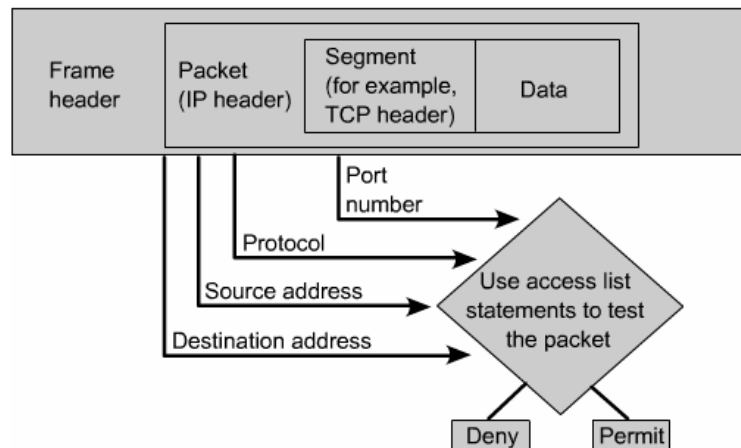 Frame
header
Packet
(IP header)
Segment
(for example,
TCP header)
Data
Port
number
Protocol
Source address
Destination address
Use access list
statements to test
the packet
Deny
Permit